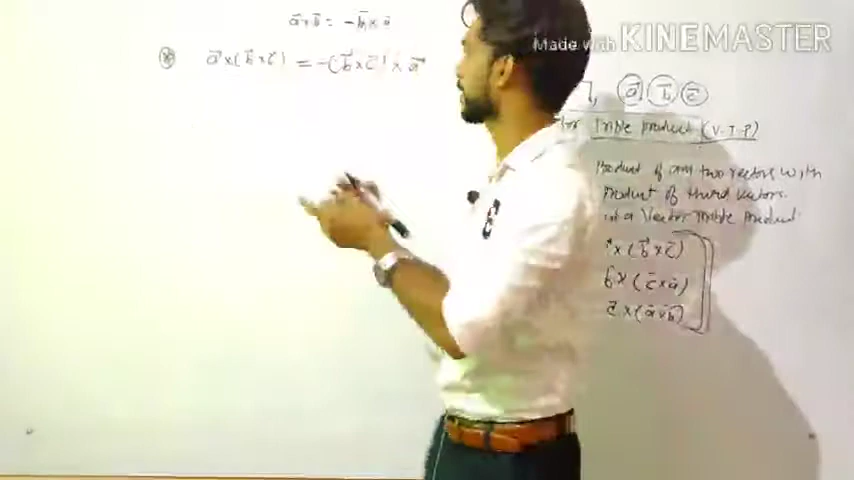 a⃗×b⃗ = -b⃗×a⃗
⊛ a⃗×(b⃗×c⃗) = -(b⃗×c⃗)×a⃗
Made with KINEMASTER
b, ⓐ ⓑ ⓒ
Triple product (V.T.P)
Product of any two vectors with
Product of third vectors.
is a Vector Triple Product
×(b⃗×c⃗)
b×(c⃗×a⃗)
c⃗×(a⃗×b⃗)